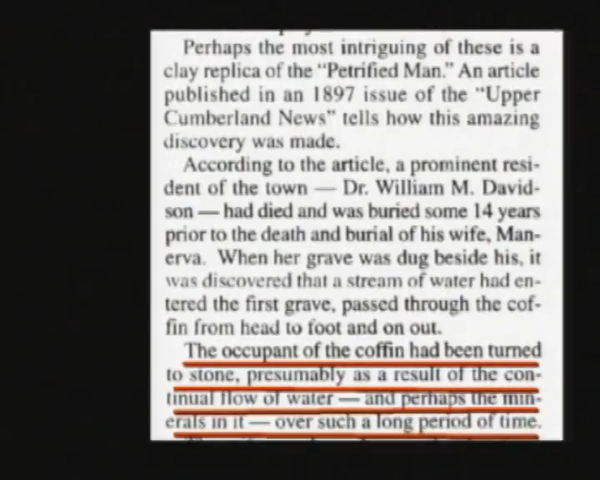 Perhaps the most intriguing of these is a
clay replica of the “Petrified Man.” An article
published in an 1897 issue of the “Upper
Cumberland News” tells how this amazing
discovery was made.
According to the article, a prominent resi-
dent of the town — Dr. William M. David-
son — had died and was buried some 14 years
prior to the death and burial of his wife, Man-
erva. When her grave was dug beside his, it
was discovered that a stream of water had en-
tered the first grave, passed through the cof-
fin from head to foot and on out.
The occupant of the coffin had been turned
to stone, presumably as a result of the con-
tinual flow of water — and perhaps the min-
erals in it — over such a long period of time.